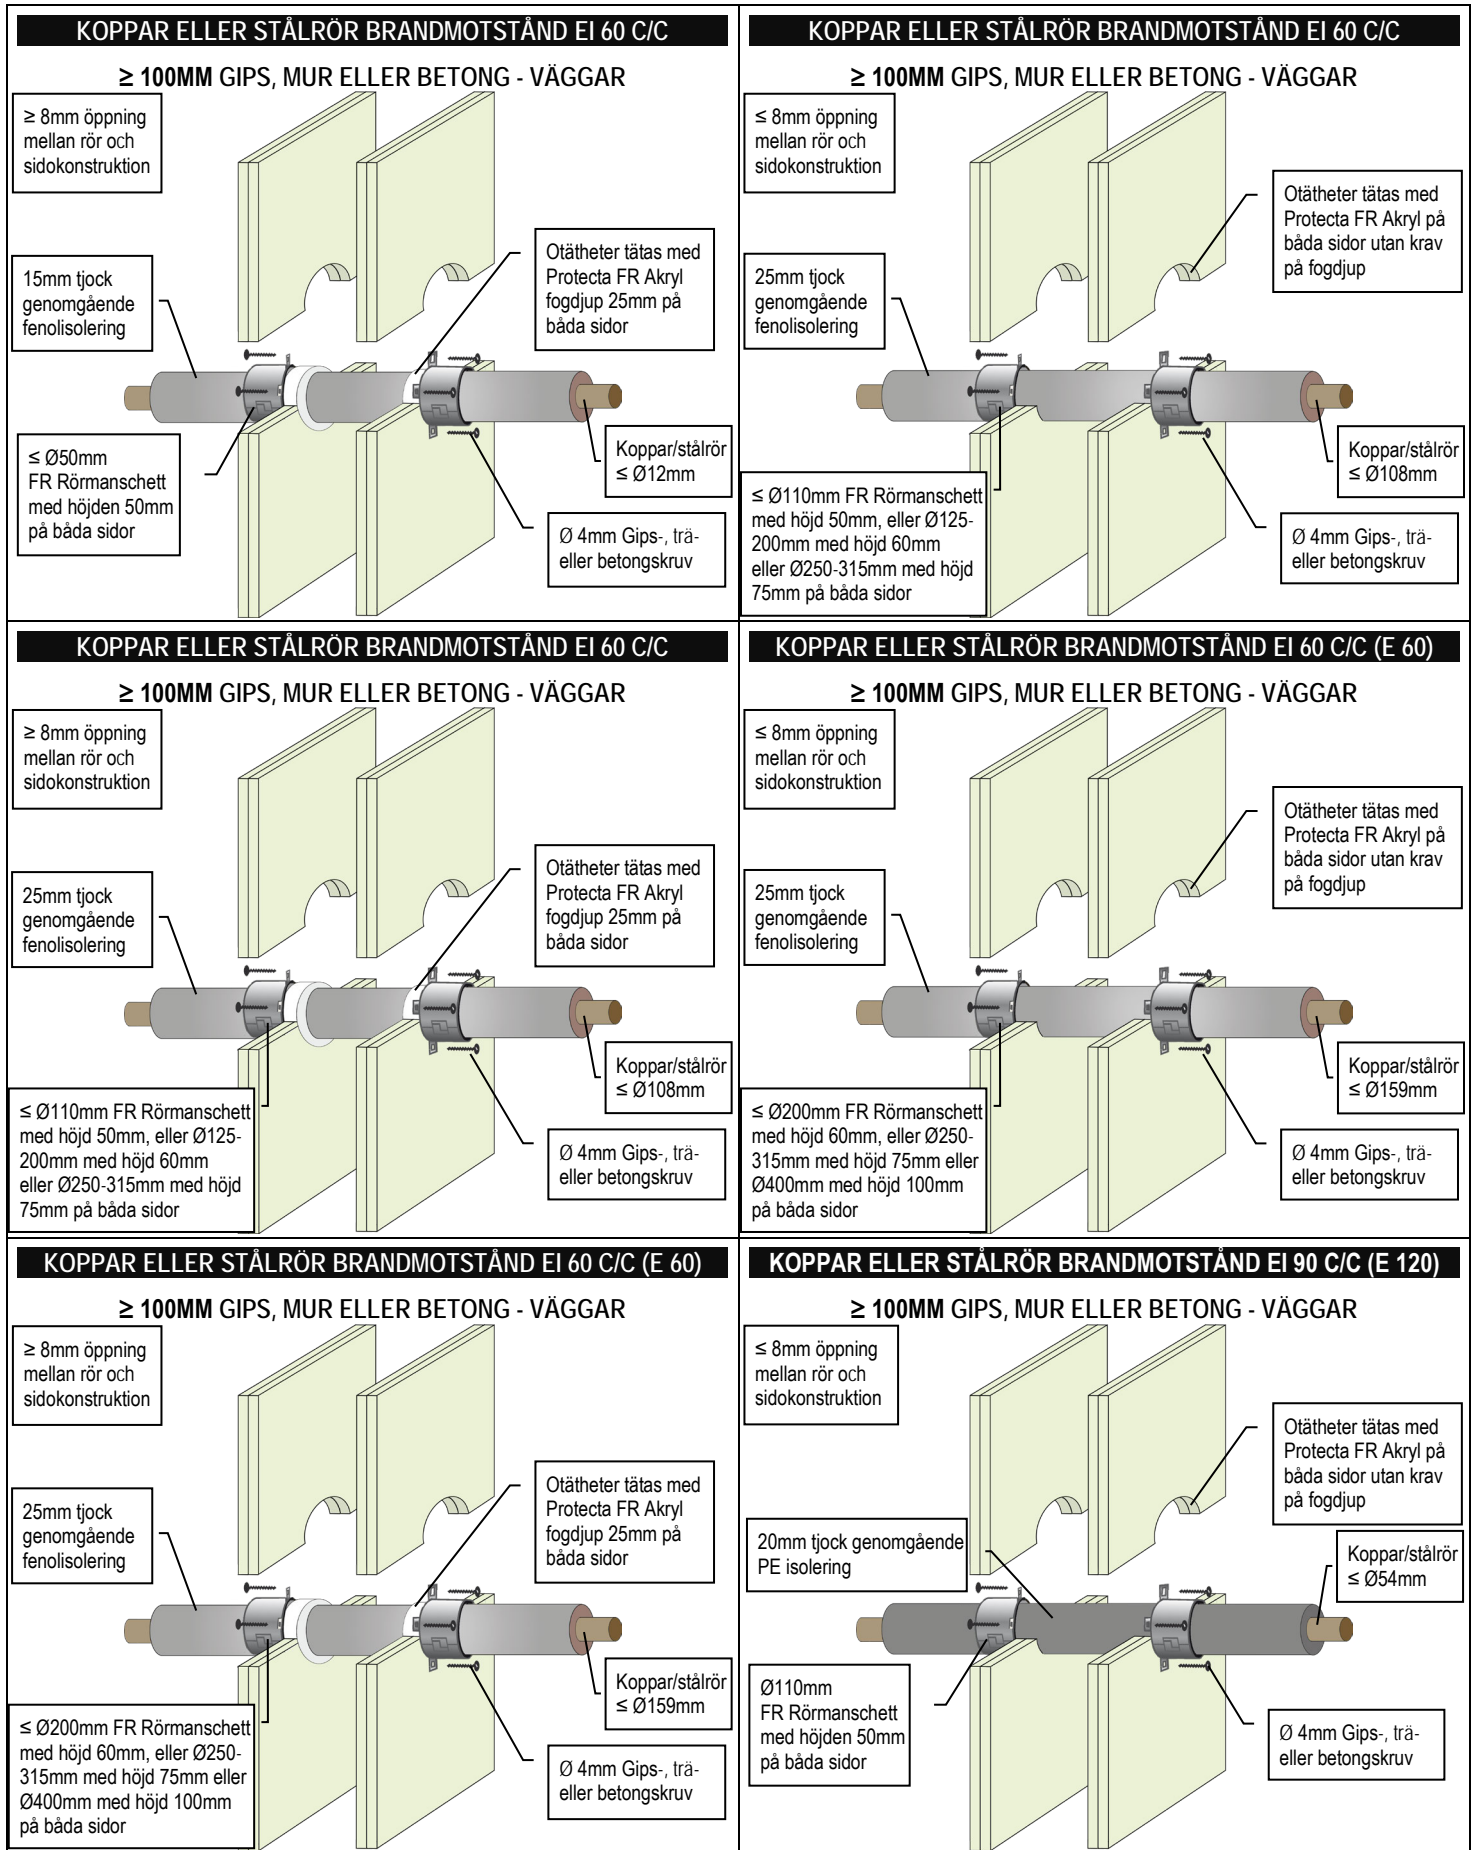 KOPPAR ELLER STÅLRÖR BRANDMOTSTÅND EI 60 C/C
≥ 100MM GIPS, MUR ELLER BETONG - VÄGGAR
≥ 8mm öppning
mellan rör och
sidokonstruktion
Otätheter tätas med
Protecta FR Akryl
fogdjup 25mm på
båda sidor
15mm tjock
genomgående
fenolisolering
≤ Ø50mm
FR Rörmanschett
med höjden 50mm
på båda sidor
Koppar/stålrör
≤ Ø12mm
Ø 4mm Gips-, trä-
eller betongskruv
KOPPAR ELLER STÅLRÖR BRANDMOTSTÅND EI 60 C/C
≥ 100MM GIPS, MUR ELLER BETONG - VÄGGAR
≤ 8mm öppning
mellan rör och
sidokonstruktion
Otätheter tätas med
Protecta FR Akryl på
båda sidor utan krav
på fogdjup
25mm tjock
genomgående
fenolisolering
Koppar/stålrör
≤ Ø108mm
≤ Ø110mm FR Rörmanschett
med höjd 50mm, eller Ø125-
200mm med höjd 60mm
eller Ø250-315mm med höjd
75mm på båda sidor
Ø 4mm Gips-, trä-
eller betongskruv
KOPPAR ELLER STÅLRÖR BRANDMOTSTÅND EI 60 C/C
≥ 100MM GIPS, MUR ELLER BETONG - VÄGGAR
≥ 8mm öppning
mellan rör och
sidokonstruktion
Otätheter tätas med
Protecta FR Akryl
fogdjup 25mm på
båda sidor
25mm tjock
genomgående
fenolisolering
Koppar/stålrör
≤ Ø108mm
≤ Ø110mm FR Rörmanschett
med höjd 50mm, eller Ø125-
200mm med höjd 60mm
eller Ø250-315mm med höjd
75mm på båda sidor
Ø 4mm Gips-, trä-
eller betongskruv
KOPPAR ELLER STÅLRÖR BRANDMOTSTÅND EI 60 C/C (E 60)
≥ 100MM GIPS, MUR ELLER BETONG - VÄGGAR
≤ 8mm öppning
mellan rör och
sidokonstruktion
Otätheter tätas med
Protecta FR Akryl på
båda sidor utan krav
på fogdjup
25mm tjock
genomgående
fenolisolering
Koppar/stålrör
≤ Ø159mm
≤ Ø200mm FR Rörmanschett
med höjd 60mm, eller Ø250-
315mm med höjd 75mm eller
Ø400mm med höjd 100mm
på båda sidor
Ø 4mm Gips-, trä-
eller betongskruv
KOPPAR ELLER STÅLRÖR BRANDMOTSTÅND EI 60 C/C (E 60)
≥ 100MM GIPS, MUR ELLER BETONG - VÄGGAR
≥ 8mm öppning
mellan rör och
sidokonstruktion
Otätheter tätas med
Protecta FR Akryl
fogdjup 25mm på
båda sidor
25mm tjock
genomgående
fenolisolering
Koppar/stålrör
≤ Ø159mm
≤ Ø200mm FR Rörmanschett
med höjd 60mm, eller Ø250-
315mm med höjd 75mm eller
Ø400mm med höjd 100mm
på båda sidor
Ø 4mm Gips-, trä-
eller betongskruv
KOPPAR ELLER STÅLRÖR BRANDMOTSTÅND EI 90 C/C (E 120)
≥ 100MM GIPS, MUR ELLER BETONG - VÄGGAR
≤ 8mm öppning
mellan rör och
sidokonstruktion
Otätheter tätas med
Protecta FR Akryl på
båda sidor utan krav
på fogdjup
20mm tjock genomgående
PE isolering
Koppar/stålrör
≤ Ø54mm
Ø110mm
FR Rörmanschett
med höjden 50mm
på båda sidor
Ø 4mm Gips-, trä-
eller betongskruv